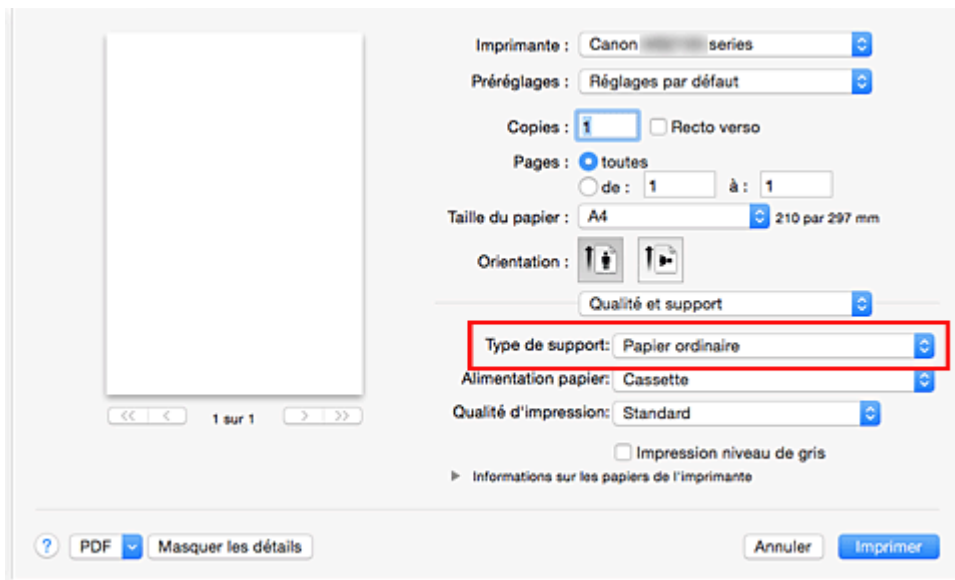 Imprimante : Canon series
Préréglages : Réglages par défaut
Copies : 1 Recto verso
Pages : toutes
de : 1 à : 1
Taille du papier : A4 210 par 297 mm
Orientation :
Qualité et support
Type de support: Papier ordinaire
Alimentation papier: Cassette
Qualité d'impression: Standard
<< < 1 sur 1 > >>
Impression niveau de gris
Informations sur les papiers de l'imprimante
? PDF Masquer les détails Annuler Imprimer